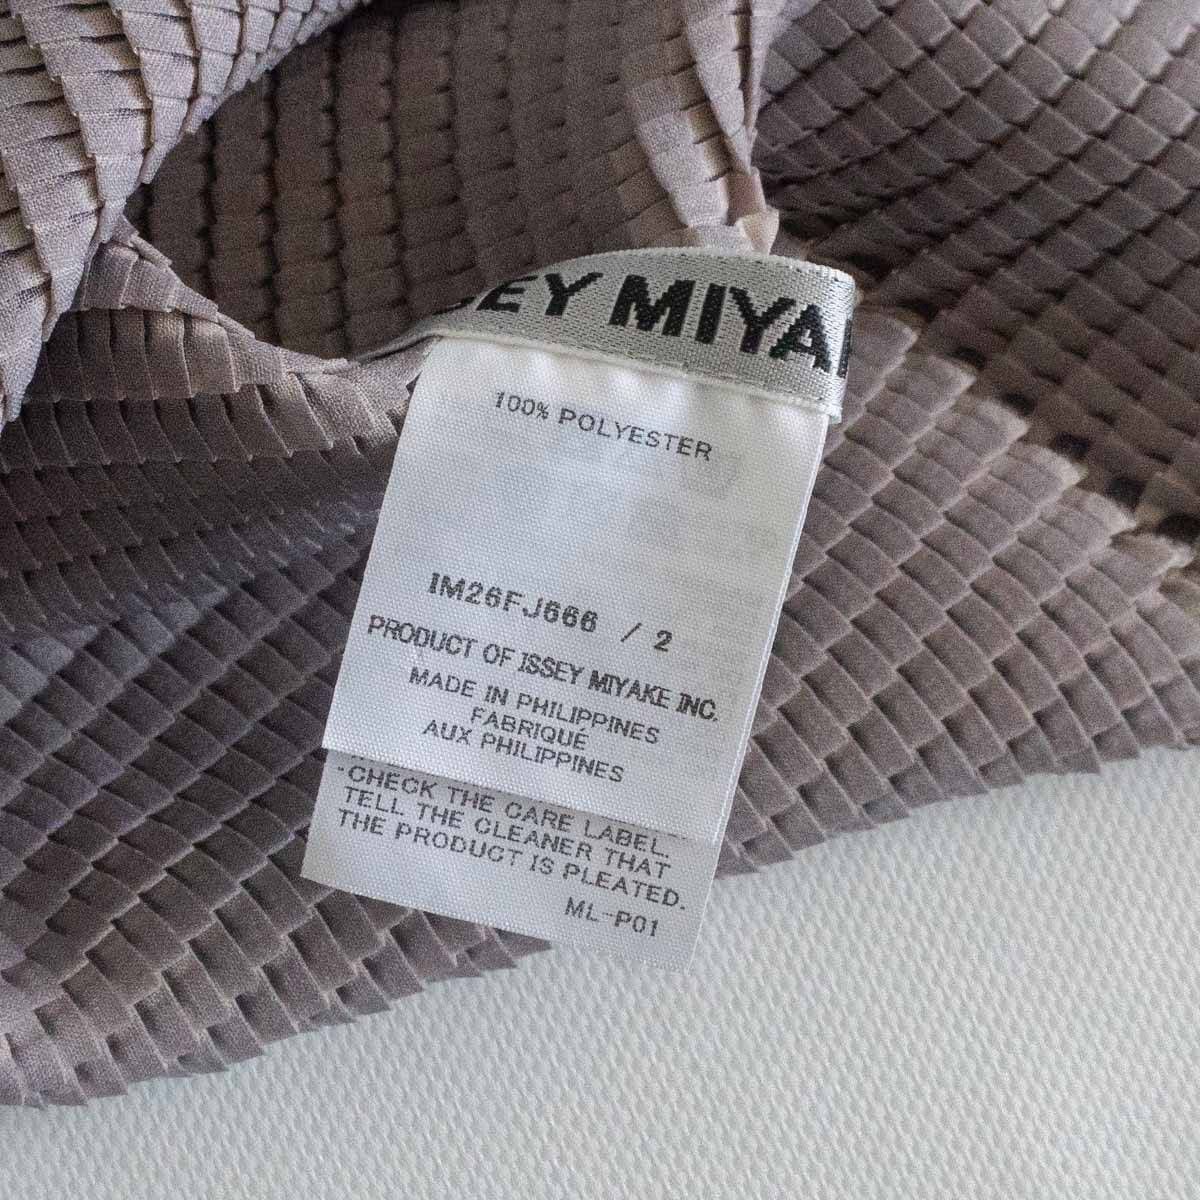 SEY MIYA
100% POLYESTER
IM26FJ666 / 2
PRODUCT OF ISSEY MIYAKE INC.
MADE IN PHILIPPINES
FABRIQUÉ
AUX PHILIPPINES
"CHECK THE CARE LABEL.
TELL THE CLEANER THAT
THE PRODUCT IS PLEATED.
ML-P01